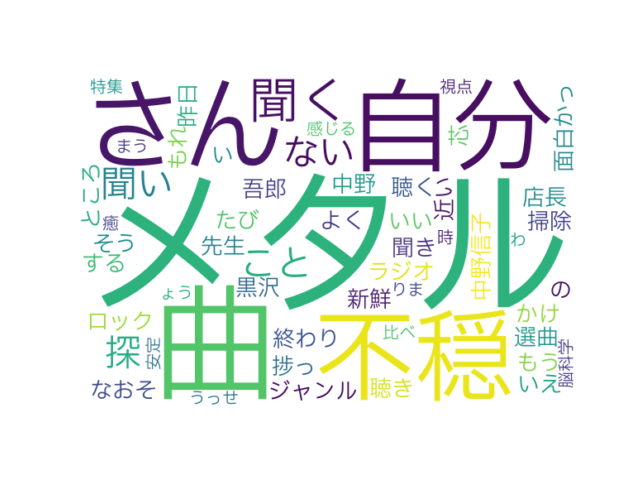 特集
さん
昨日
聞く
自分
視点
まう
もれ
い
ない
感じる
芯
面白かっ
ところ
聞い
吾郎
中野
聴く
近い
店長
癒
メタル
たび
よく
いい
時
掃除
そう
先生
聞き
中野信子
わ
する
こと
ラジオ
黒沢
新鮮
りま
の
ょう
ロック
曲
不穏
比べ
かけ
探
安定
終わり
選曲
捗っ
もう
脳科学
なおそ
うっせ
ジャンル
聴き
いえ